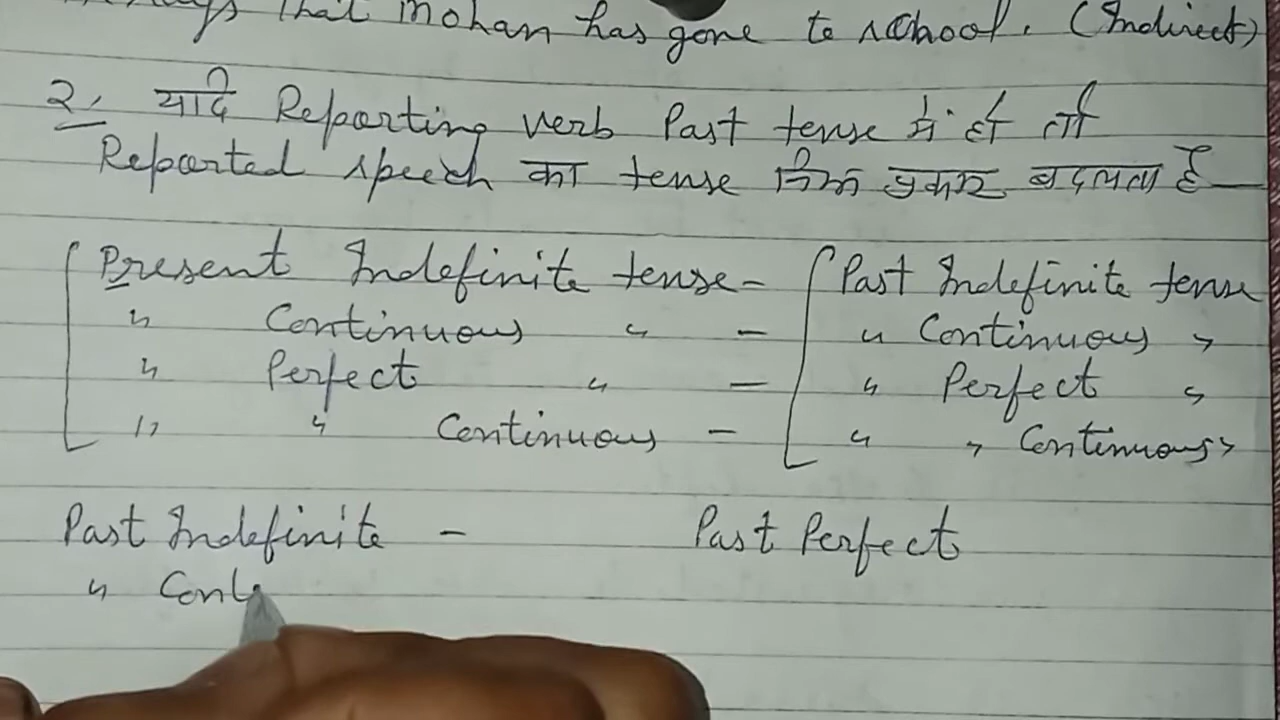 that Mohan has gone to school. (Indirect)
2, यदि Reporting verb Past tense में हो तो
Reported speech का tense निम्न प्रकार बदलता है—
Present Indefinite tense - Past Indefinite tense
" Continuous " - " Continuous "
" Perfect " - " Perfect "
" " Continuous - " " Continuous "
Past Indefinite - Past Perfect
" Cont